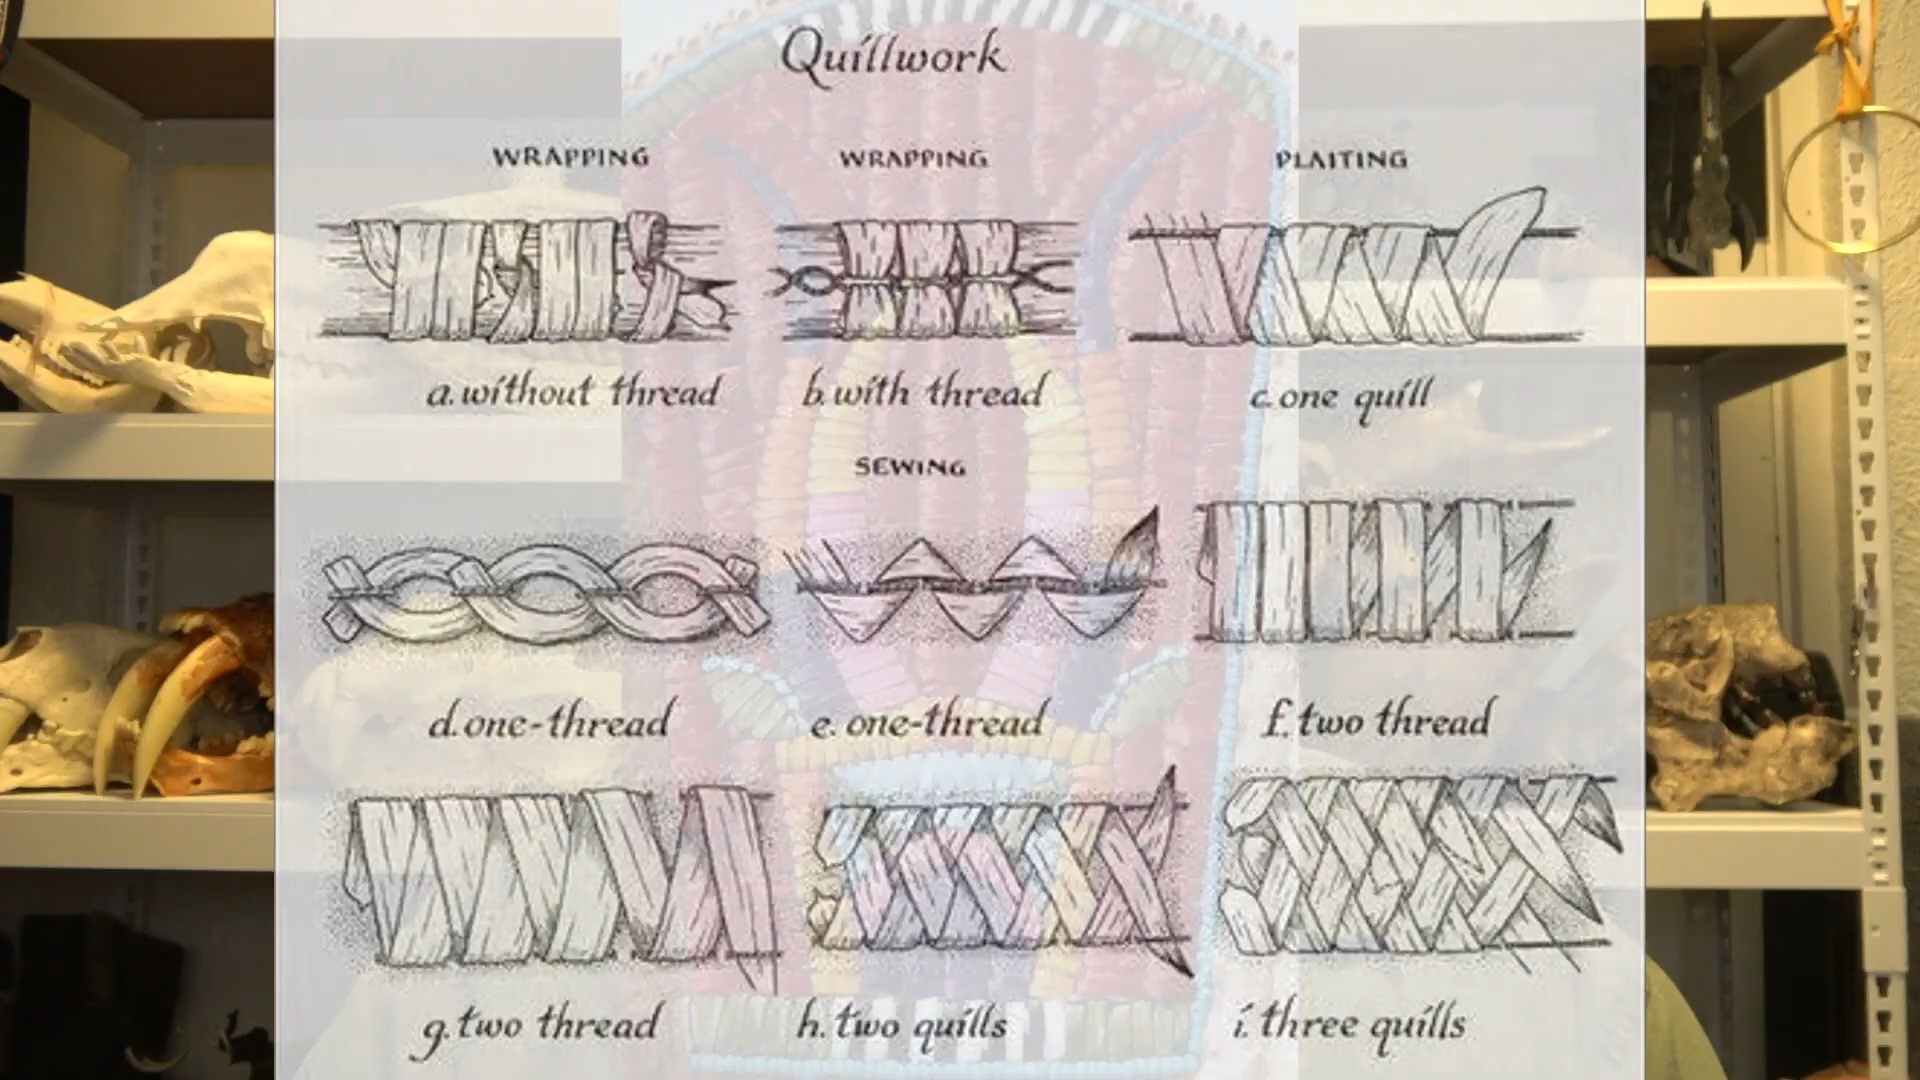 Quillwork
WRAPPING
WRAPPING
PLAITING
a. without thread
b. with thread
c. one quill
SEWING
d. one-thread
e. one-thread
f. two thread
g. two thread
h. two quills
i. three quills